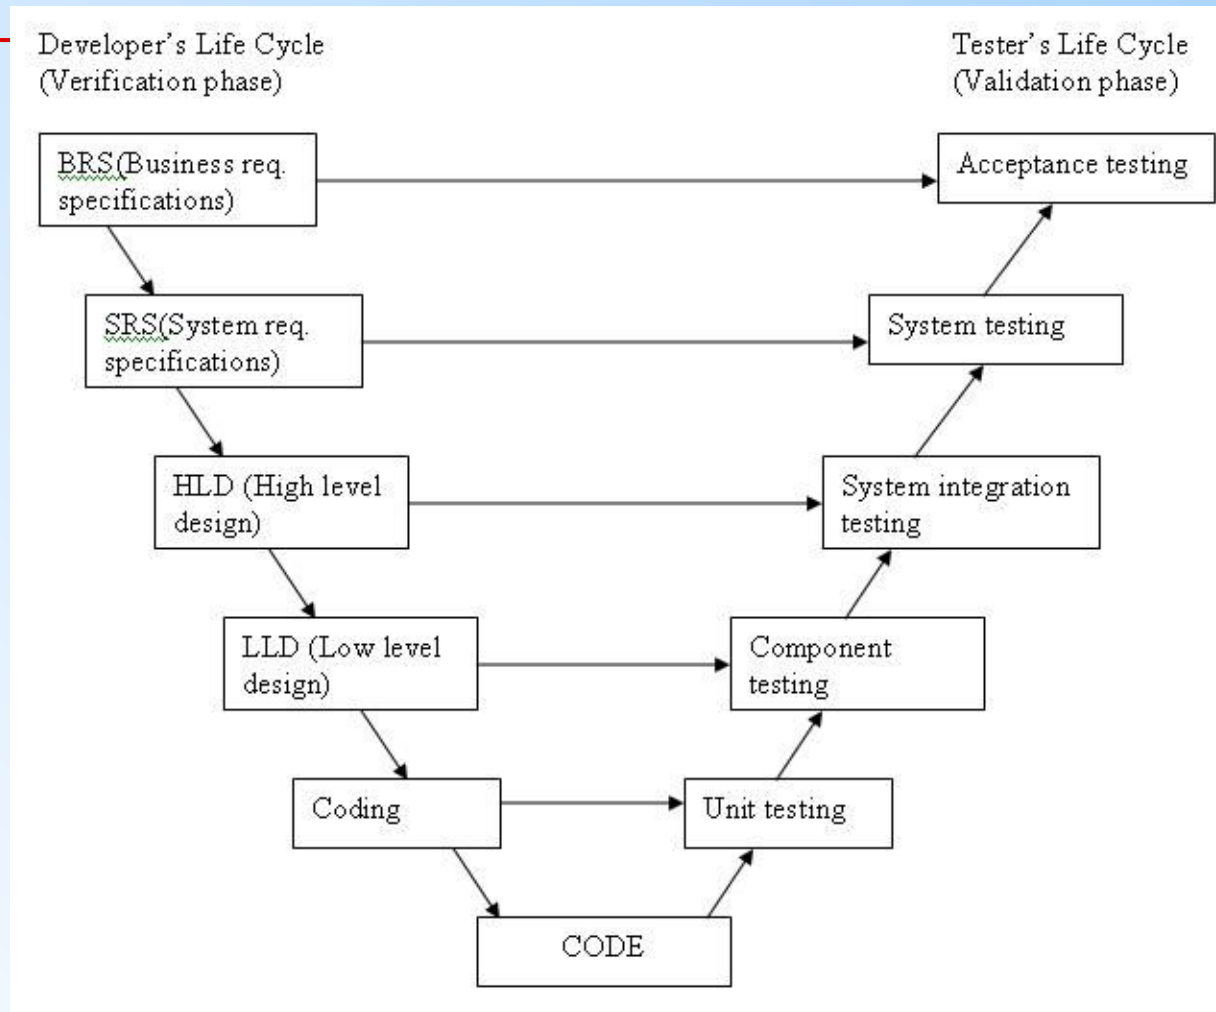 Developer's Life Cycle
(Verification phase)
Tester's Life Cycle
(Validation phase)
BRS(Business req.
specifications)
Acceptance testing
SRS(System req.
specifications)
System testing
HLD (High level
design)
System integration
testing
LLD (Low level
design)
Component
testing
Coding
Unit testing
CODE